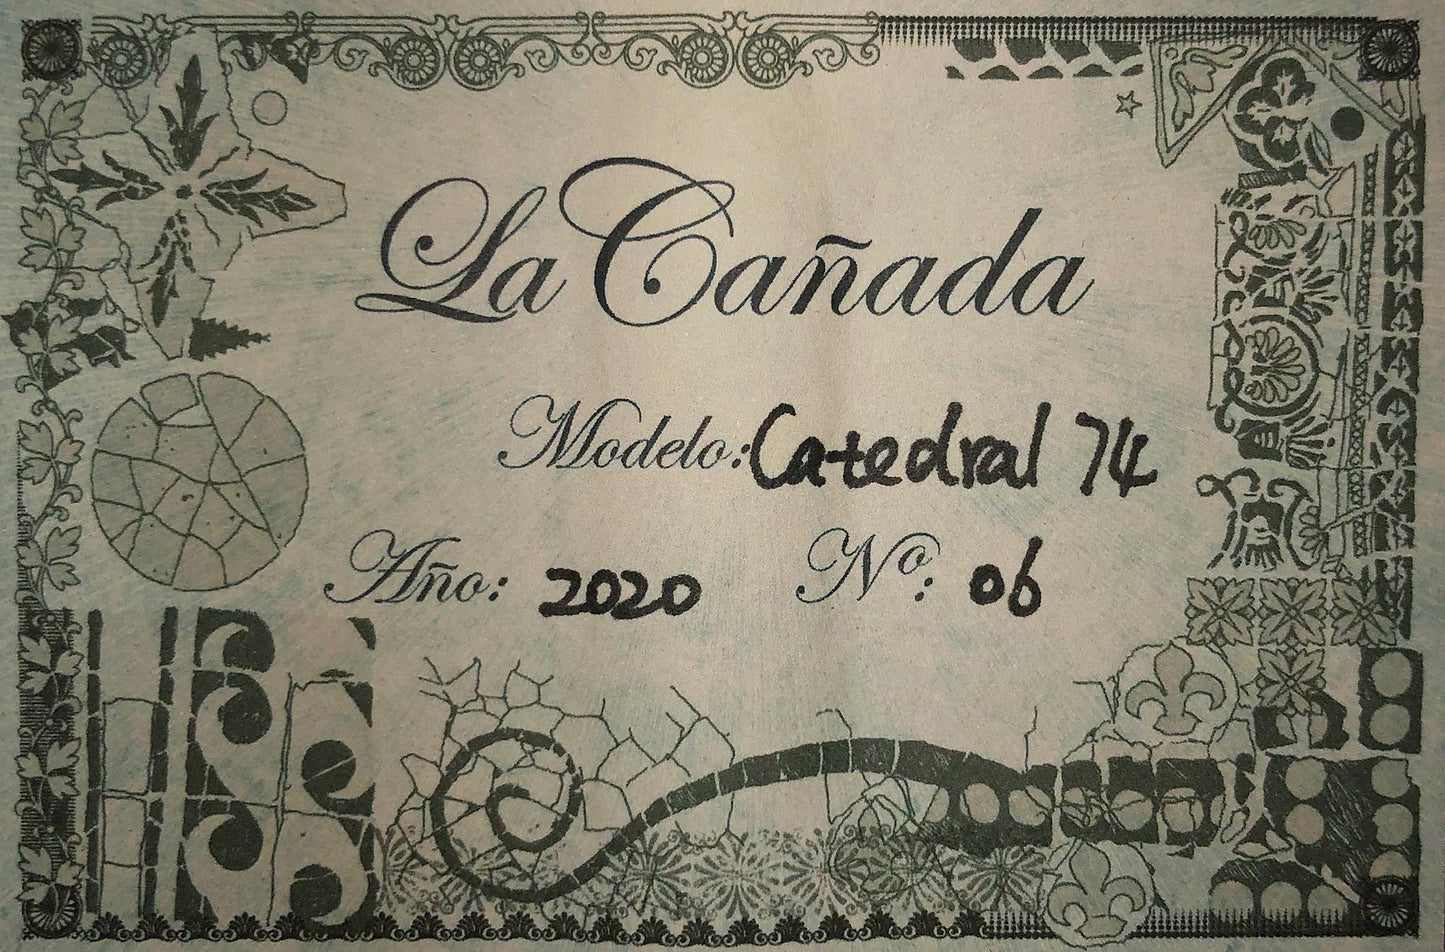 La Cañada
Modelo: Catedral 74
Año: 2020 Nº: 06